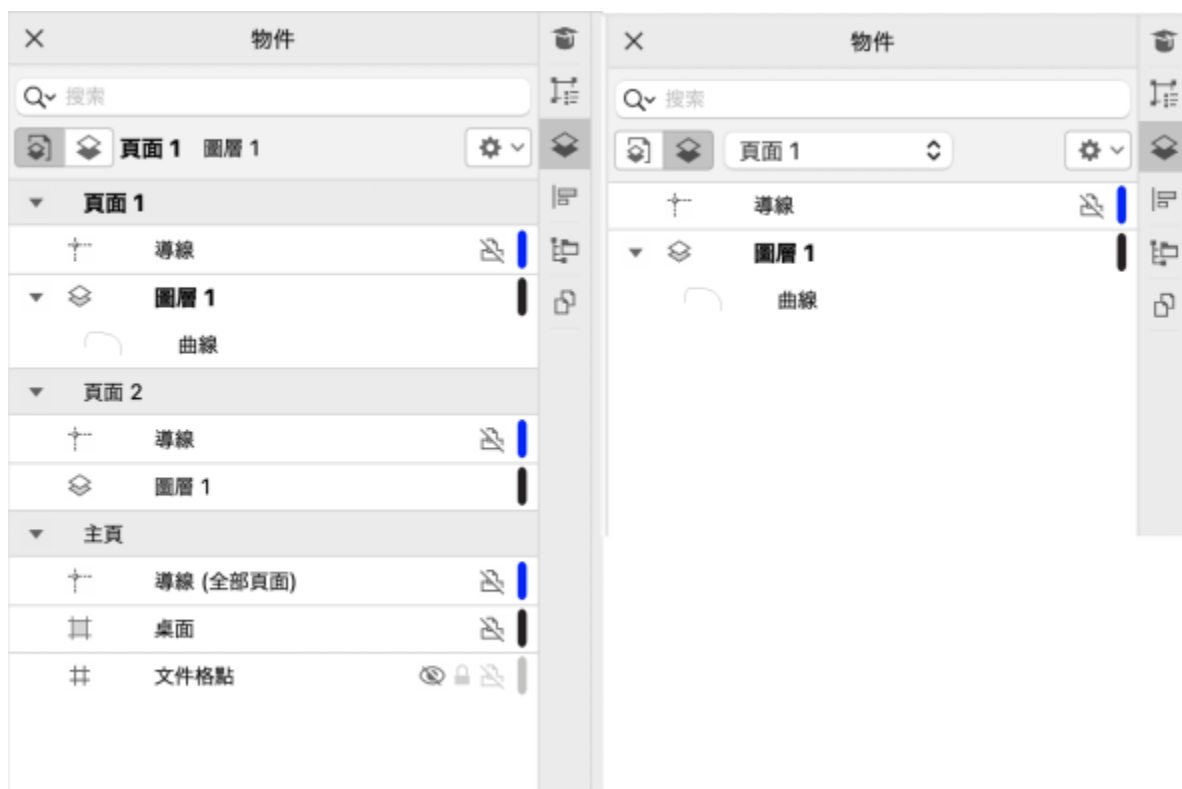 物件
搜索
頁面 1 圖層 1
頁面 1
導線
圖層 1
曲線
頁面 2
導線
圖層 1
主頁
導線 (全部頁面)
桌面
文件格點
物件
搜索
頁面 1
導線
圖層 1
曲線